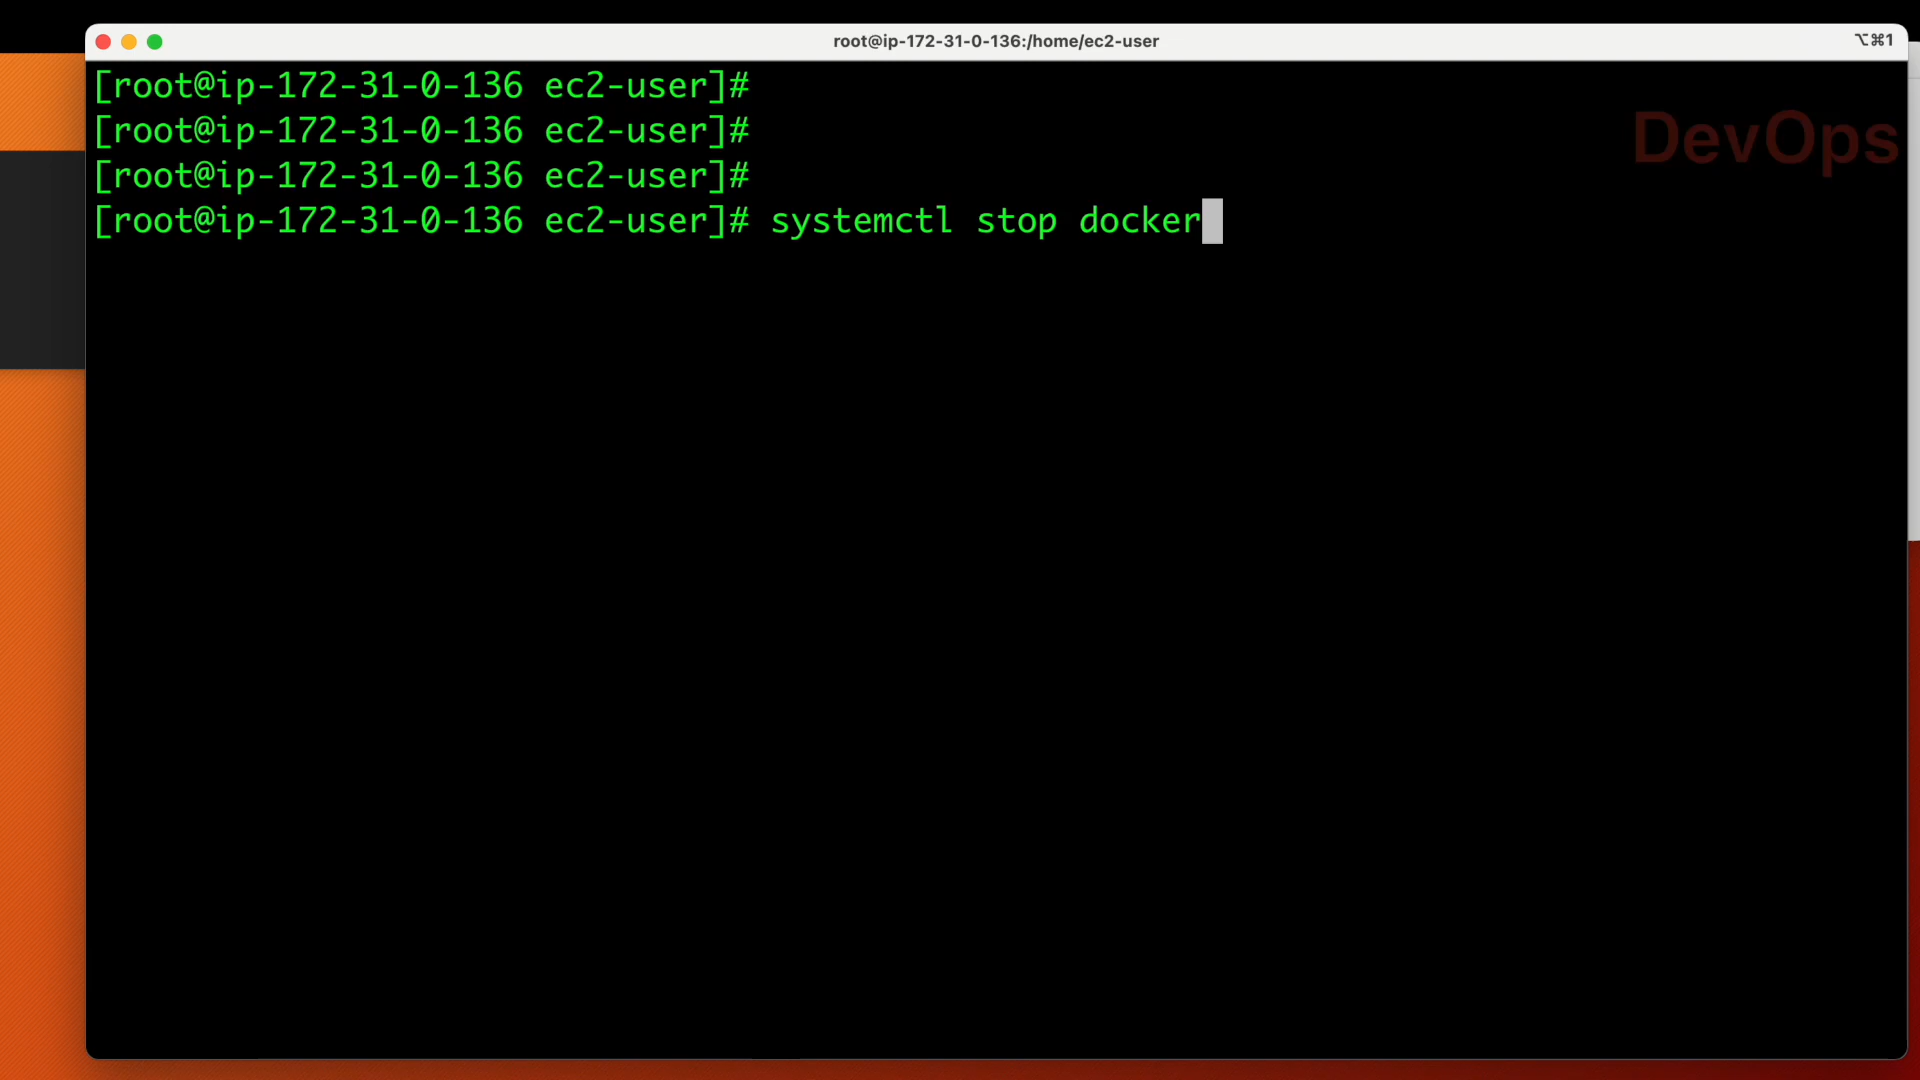 root@ip-172-31-0-136:/home/ec2-user
⌥⌘1
[root@ip-172-31-0-136 ec2-user]#
[root@ip-172-31-0-136 ec2-user]#
[root@ip-172-31-0-136 ec2-user]#
[root@ip-172-31-0-136 ec2-user]# systemctl stop docker
DevOps